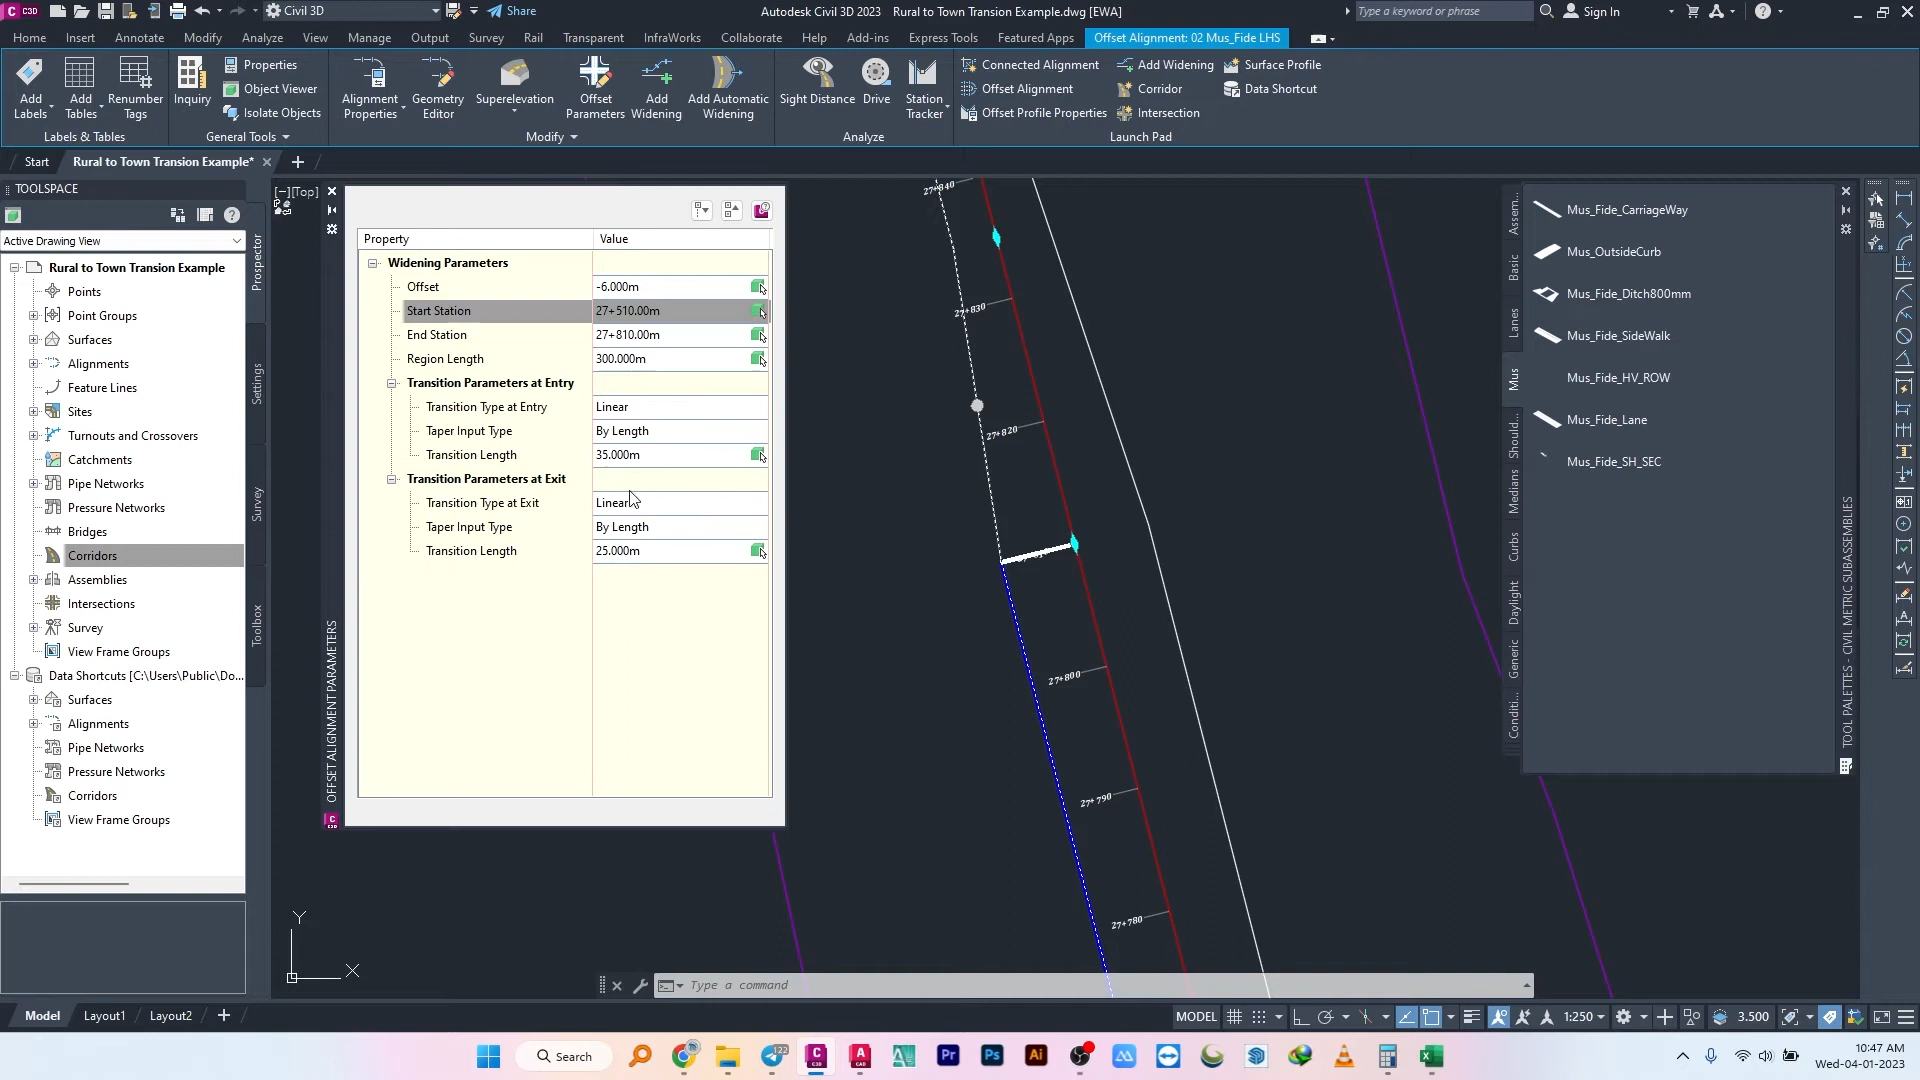 C3D
Civil 3D
Share
Autodesk Civil 3D 2023 Rural to Town Transion Example.dwg [EWA]
Type a keyword or phrase
Sign In
Home Insert Annotate Modify Analyze View Manage Output Survey Rail Transparent InfraWorks Collaborate Help Add-ins Express Tools Featured Apps Offset Alignment: 02 Mus_Fide LHS
Add Labels
Add Tables
Renumber Tags
Inquiry
Properties
Object Viewer
Isolate Objects
Alignment Properties
Geometry Editor
Superelevation
Offset Parameters
Add Widening
Add Automatic Widening
Sight Distance
Drive
Station Tracker
Connected Alignment
Offset Alignment
Offset Profile Properties
Add Widening
Corridor
Intersection
Surface Profile
Data Shortcut
Labels & Tables
General Tools
Modify
Analyze
Launch Pad
Start
Rural to Town Transion Example*
TOOLSPACE
Active Drawing View
Rural to Town Transion Example
Points
Point Groups
Surfaces
Alignments
Feature Lines
Sites
Turnouts and Crossovers
Catchments
Pipe Networks
Pressure Networks
Bridges
Corridors
Assemblies
Intersections
Survey
View Frame Groups
Data Shortcuts [C:\Users\Public\Do...
Surfaces
Alignments
Pipe Networks
Pressure Networks
Corridors
View Frame Groups
Prospector
Settings
Survey
Toolbox
[−][Top]
OFFSET ALIGNMENT PARAMETERS
Property Value
Widening Parameters
Offset -6.000m
Start Station 27+510.00m
End Station 27+810.00m
Region Length 300.000m
Transition Parameters at Entry
Transition Type at Entry Linear
Taper Input Type By Length
Transition Length 35.000m
Transition Parameters at Exit
Transition Type at Exit Linear
Taper Input Type By Length
Transition Length 25.000m
27+840
27+830
27+820
27+800
27+790
27+780
Y
X
Assem...
Basic
Lanes
Mus
Should...
Medians
Curbs
Daylight
Generic
Conditi...
Mus_Fide_CarriageWay
Mus_OutsideCurb
Mus_Fide_Ditch800mm
Mus_Fide_SideWalk
Mus_Fide_HV_ROW
Mus_Fide_Lane
Mus_Fide_SH_SEC
TOOL PALETTES - CIVIL METRIC SUBASSEMBLIES
Type a command
Model Layout1 Layout2
MODEL
1:250
3.500
Search
122
Pr
Ps
Ai
10:47 AM
Wed-04-01-2023